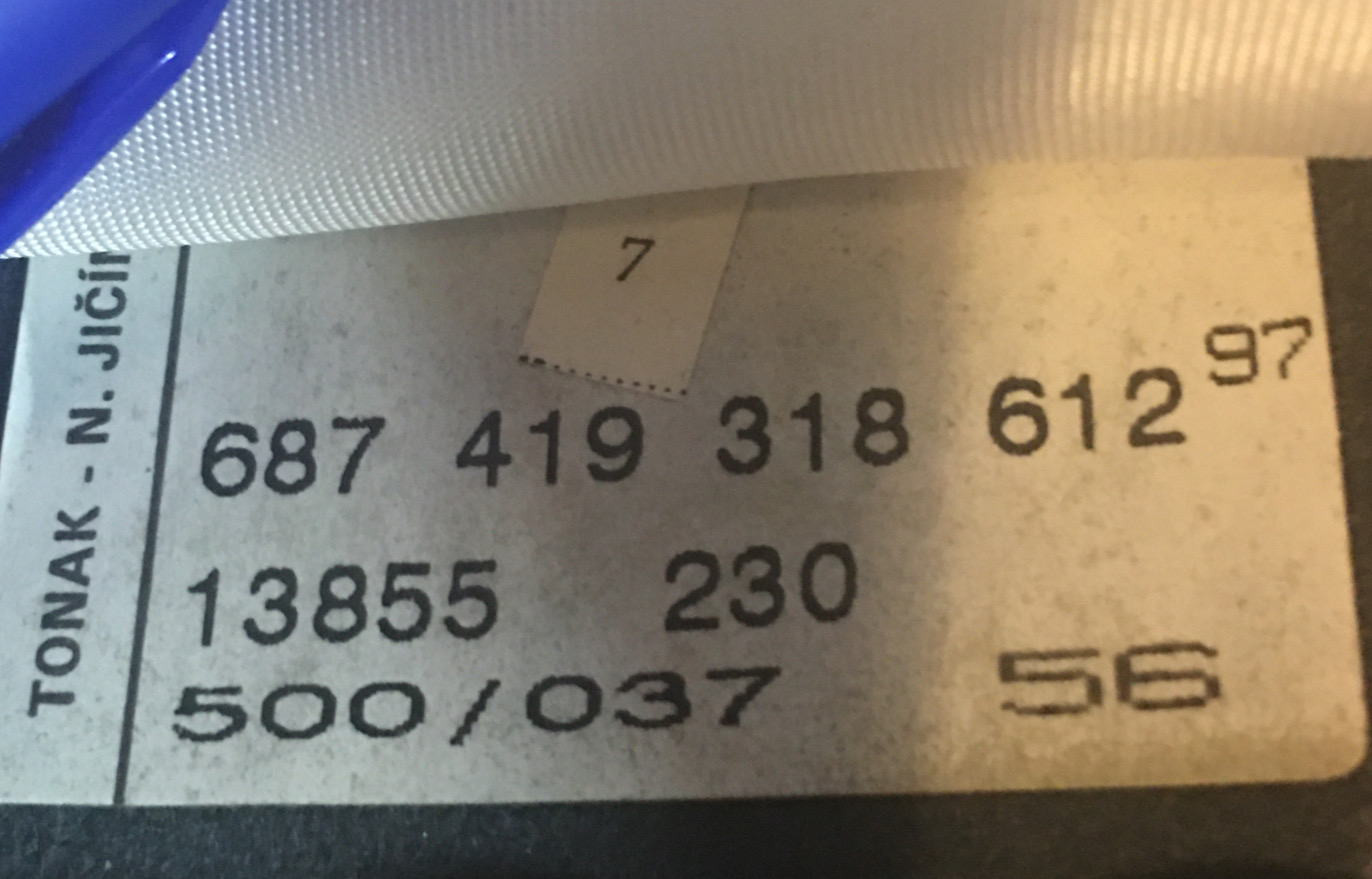 TONAK - N. JIČÍN
7
687 419 318 612 97
13855 230
500/037 56